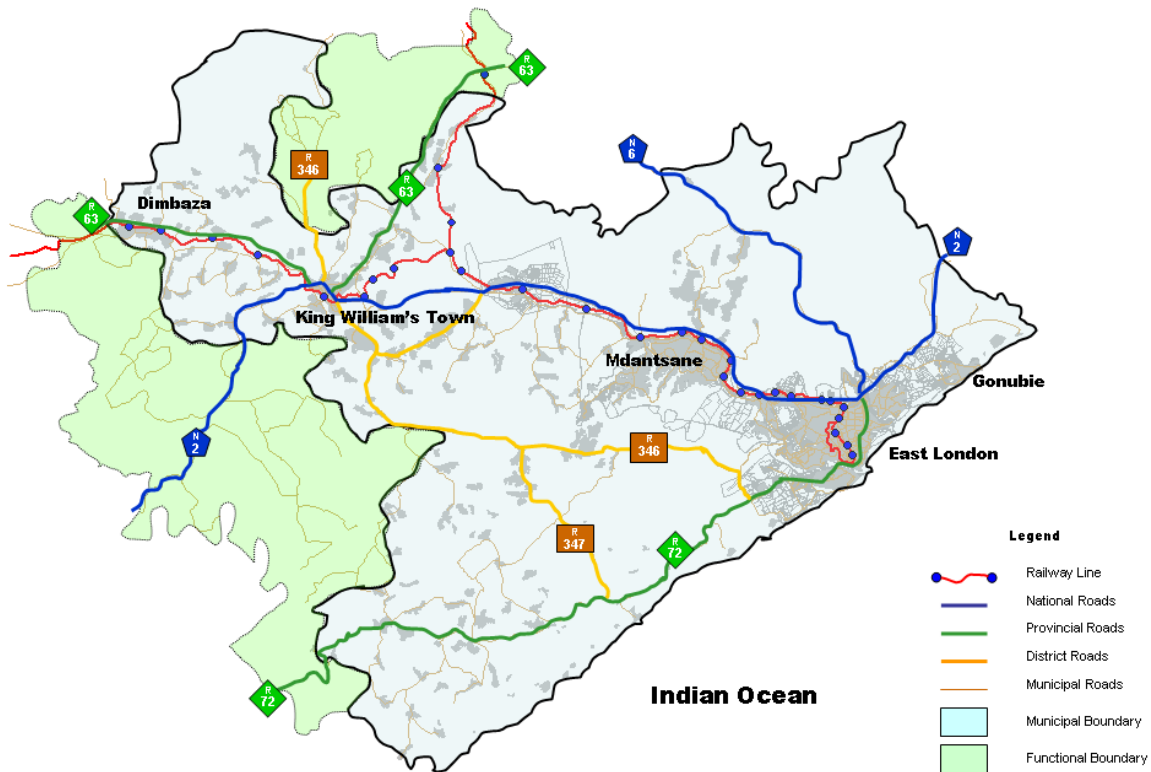 R
63
N
6
R
346
R
63
Dimbaza
R
63
N
2
King William's Town
Mdantsane
Gonubie
N
2
R
346
East London
R
347
R
72
Legend
Railway Line
National Roads
Provincial Roads
District Roads
Municipal Roads
R
72
Indian Ocean
Municipal Boundary
Functional Boundary